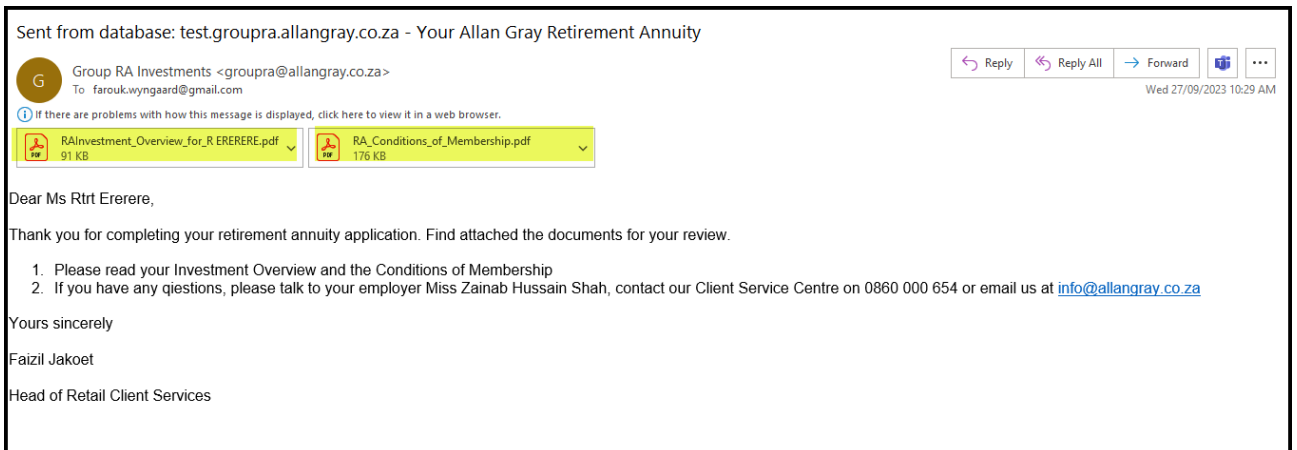 Sent from database: test.groupra.allangray.co.za - Your Allan Gray Retirement Annuity
G
Group RA Investments <groupra@allangray.co.za>
To farouk.wyngaard@gmail.com
Reply
Reply All
Forward
Wed 27/09/2023 10:29 AM
If there are problems with how this message is displayed, click here to view it in a web browser.
RAInvestment_Overview_for_R ERERERE.pdf
91 KB
RA_Conditions_of_Membership.pdf
176 KB
Dear Ms Rtrt Ererere,
Thank you for completing your retirement annuity application. Find attached the documents for your review.
1. Please read your Investment Overview and the Conditions of Membership
2. If you have any qiestions, please talk to your employer Miss Zainab Hussain Shah, contact our Client Service Centre on 0860 000 654 or email us at info@allangray.co.za
Yours sincerely
Faizil Jakoet
Head of Retail Client Services